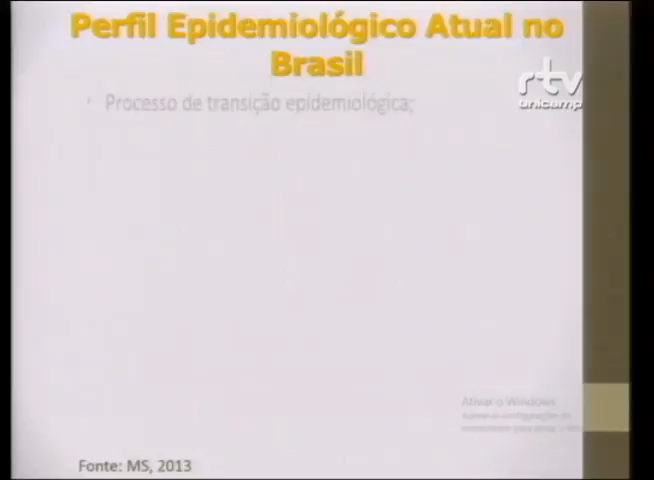 Perfil Epidemiológico Atual no
Brasil
rtv
unicamp
• Processo de transição epidemiológica;
Ativar o Windows
Fonte: MS, 2013